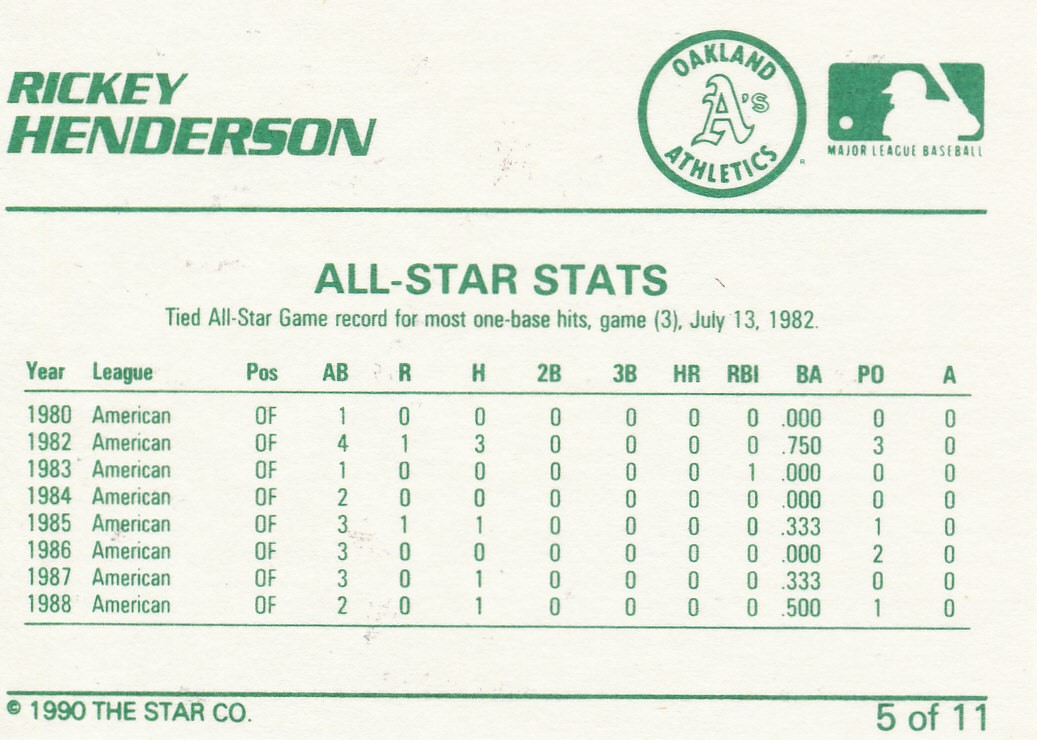 RICKEY
HENDERSON
OAKLAND
A's
ATHLETICS
®
MAJOR LEAGUE BASEBALL
ALL-STAR STATS
Tied All-Star Game record for most one-base hits, game (3), July 13, 1982.
Year League Pos AB R H 2B 3B HR RBI BA PO A
1980 American OF 1 0 0 0 0 0 0 .000 0 0
1982 American OF 4 1 3 0 0 0 0 .750 3 0
1983 American OF 1 0 0 0 0 0 1 .000 0 0
1984 American OF 2 0 0 0 0 0 0 .000 0 0
1985 American OF 3 1 1 0 0 0 0 .333 1 0
1986 American OF 3 0 0 0 0 0 0 .000 2 0
1987 American OF 3 0 1 0 0 0 0 .333 0 0
1988 American OF 2 0 1 0 0 0 0 .500 1 0
© 1990 THE STAR CO.
5 of 11